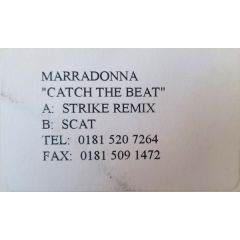 MARRADONNA
"CATCH THE BEAT"
A: STRIKE REMIX
B: SCAT
TEL: 0181 520 7264
FAX: 0181 509 1472